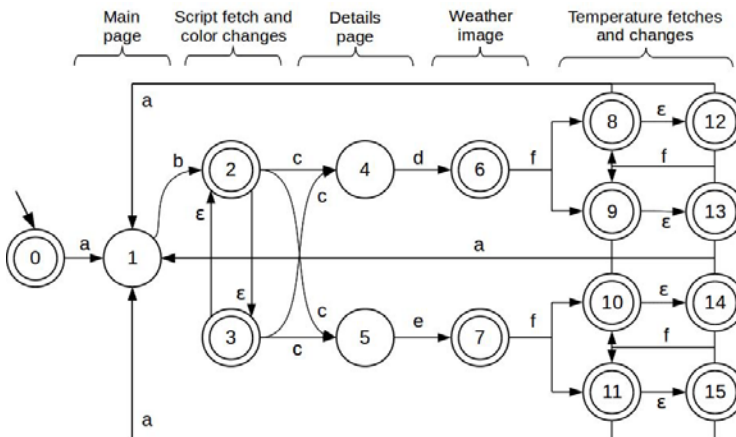 Main
page
Script fetch and
color changes
Details
page
Weather
image
Temperature fetches
and changes
a
8
ε
12
b
2
c
4
d
6
f
f
c
ε
9
ε
13
0
a
1
a
ε
10
ε
14
c
3
c
5
e
7
f
f
11
ε
15
a